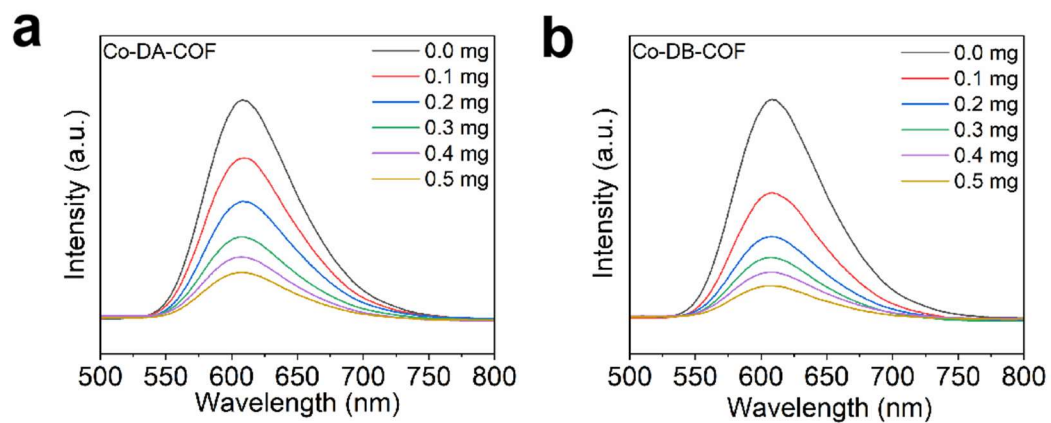 a
Co-DA-COF
0.0 mg
0.1 mg
0.2 mg
0.3 mg
0.4 mg
0.5 mg
Intensity (a.u.)
500 550 600 650 700 750 800
Wavelength (nm)
b
Co-DB-COF
0.0 mg
0.1 mg
0.2 mg
0.3 mg
0.4 mg
0.5 mg
Intensity (a.u.)
500 550 600 650 700 750 800
Wavelength (nm)